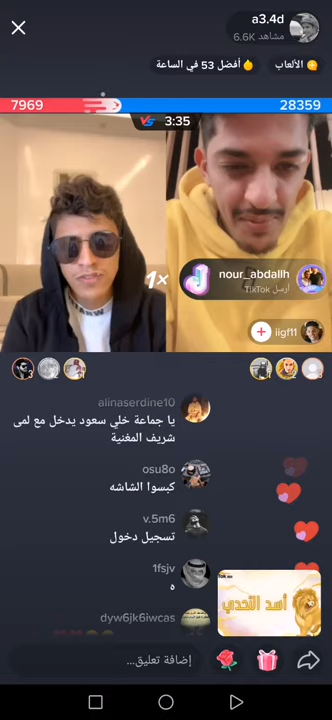 a3.4d
6.6K مشاهد
الألعاب
أفضل 53 في الساعة
7969
28359
VS 3:35
1×
nour_abdallh
أرسل TikTok
iigf11
alinaserdine10
يا جماعة خلي سعود يدخل مع لمى
شريف المغنية
osu8o
كبسوا الشاشه
v.5m6
تسجيل دخول
1fsjv
ه
dyw6jk6iwcas
أسد التحدي
إضافة تعليق...